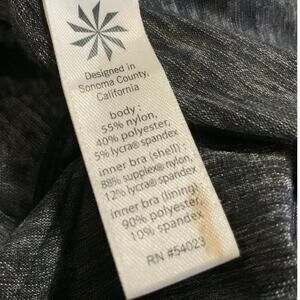 Designed in
Sonoma County,
California
body :
55% nylon,
40% polyester,
5% lycra® spandex
inner bra (shell) :
88% supplex® nylon,
12% lycra® spandex
inner bra (lining) :
90% polyester,
10% spandex
RN #54023